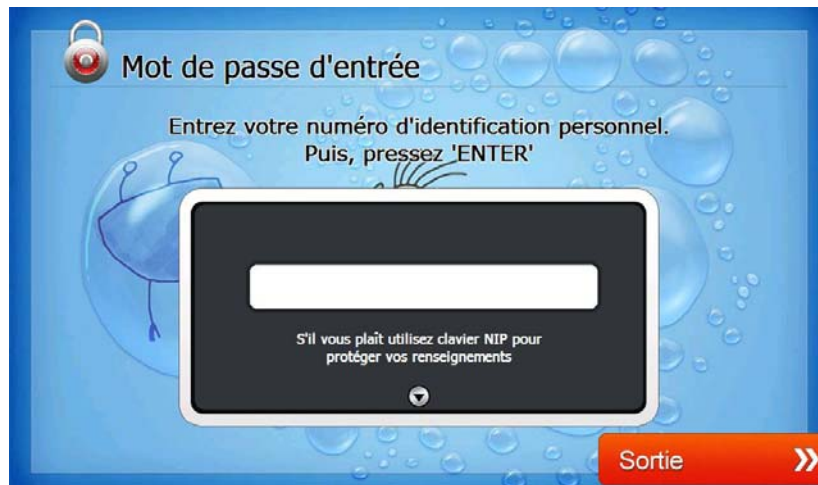 Mot de passe d'entrée
Entrez votre numéro d'identification personnel.
Puis, pressez 'ENTER'
S'il vous plaît utilisez clavier NIP pour
protéger vos renseignements
Sortie